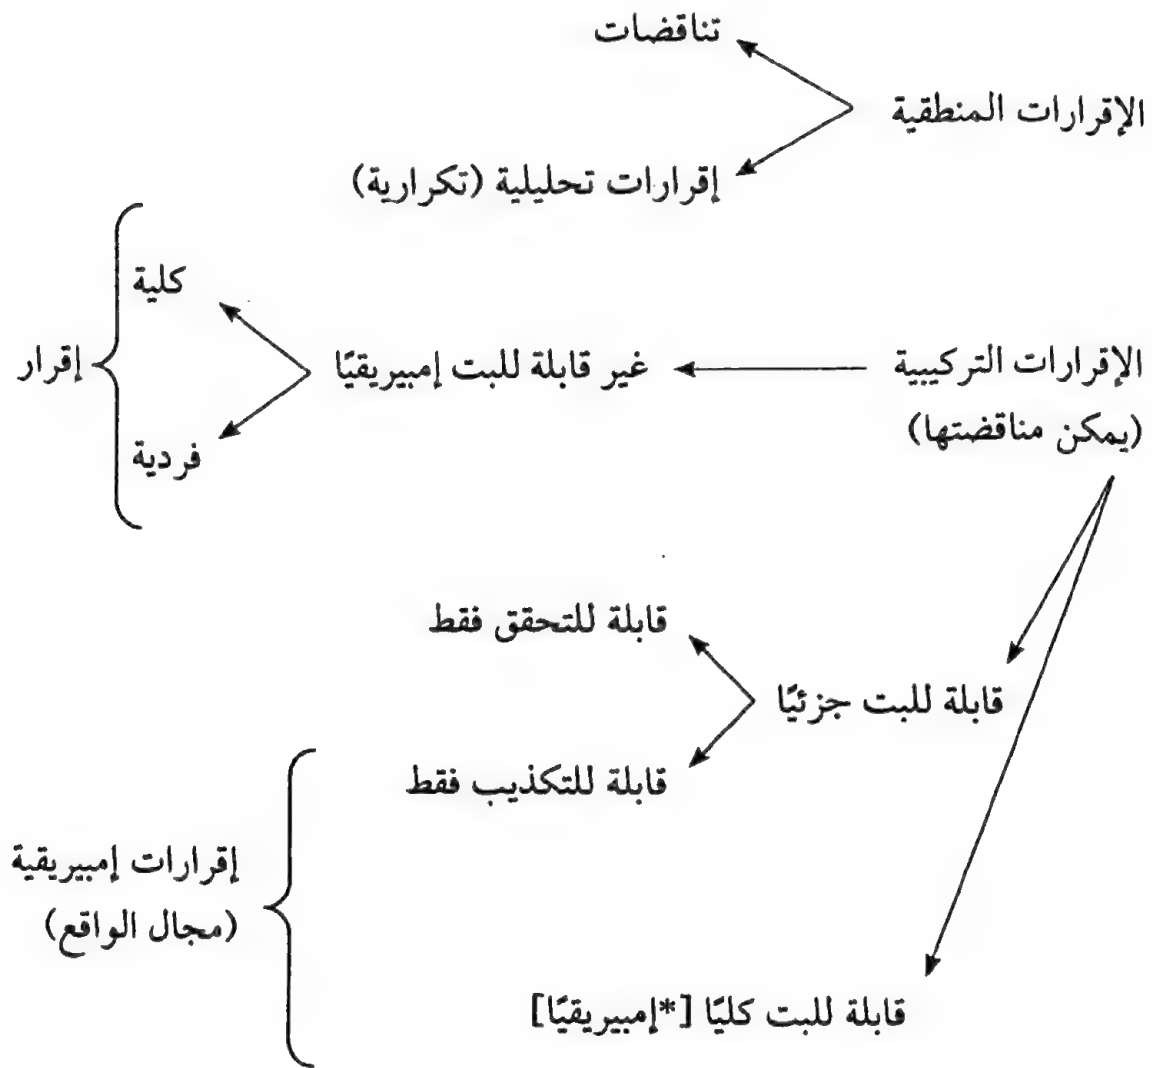 تناقضات
الإقرارات المنطقية
إقرارات تحليلية (تكرارية)
كلية
الإقرارات التركيبية
(يمكن مناقضتها)
غير قابلة للبت إمبيريقيًا
إقرار
فردية
قابلة للتحقق فقط
قابلة للبت جزئيًا
قابلة للتكذيب فقط
إقرارات إمبيريقية
(مجال الواقع)
قابلة للبت كليًا [*إمبيريقيًا]